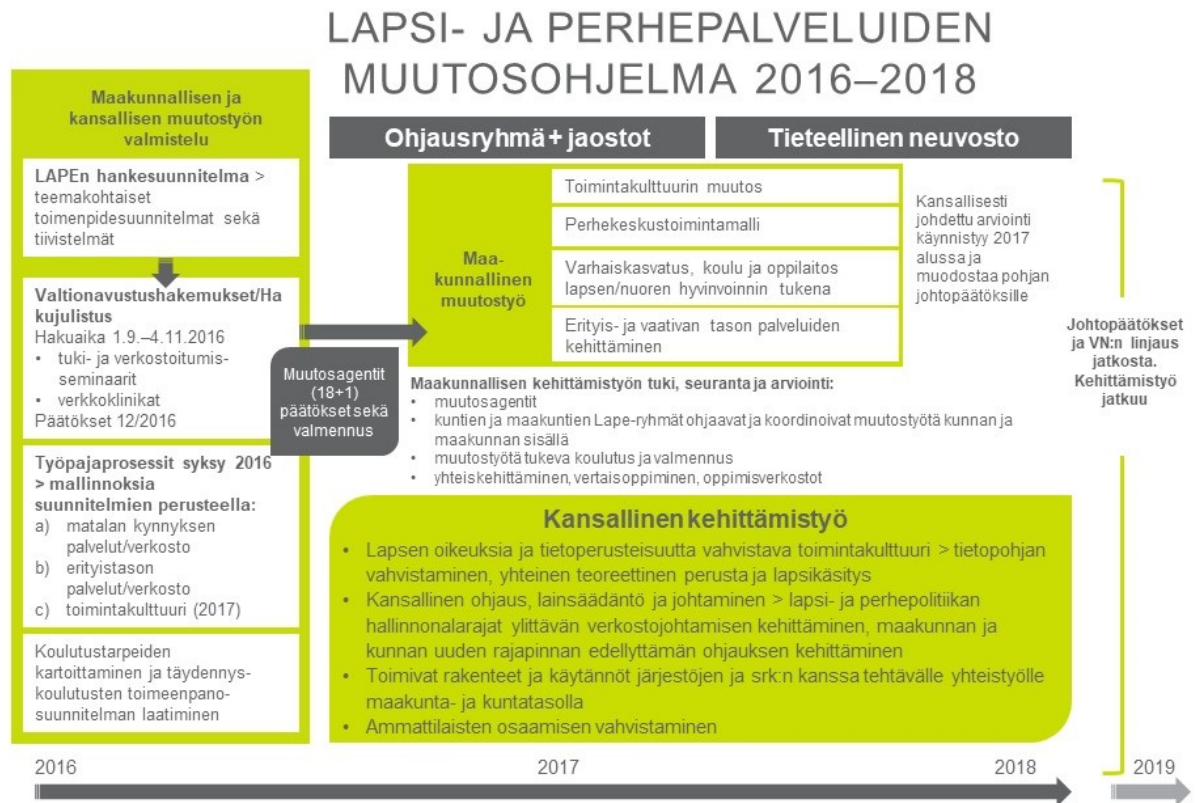 LAPSI- JA PERHEPALVELUIDEN
MUUTOSOHJELMA 2016–2018
Maakunnallisen ja
kansallisen muutostyön
valmistelu
LAPEn hankesuunnitelma >
teemakohtaiset
toimenpidesuunnitelmat sekä
tiivistelmät
Valtionavustushakemukset/Ha
kujulistus
Hakuaika 1.9.–4.11.2016
• tuki- ja verkostoitumis-
seminaarit
• verkkoklinikat
Päätökset 12/2016
Työpajaprosessit syksy 2016
> mallinnoksia
suunnitelmien perusteella:
a) matalan kynnyksen
palvelut/verkosto
b) erityistason
palvelut/verkosto
c) toimintakulttuuri (2017)
Koulutustarpeiden
kartoittaminen ja täydennys-
koulutusten toimeenpano-
suunnitelman laatiminen
Muutosagentit
(18+1)
päätökset sekä
valmennus
Ohjausryhmä + jaostot
Tieteellinen neuvosto
Maa-
kunnallinen
muutostyö
Toimintakulttuurin muutos
Perhekeskustoimintamalli
Varhaiskasvatus, koulu ja oppilaitos
lapsen/nuoren hyvinvoinnin tukena
Erityis- ja vaativan tason palveluiden
kehittäminen
Kansallisesti
johdettu arviointi
käynnistyy 2017
alussa ja
muodostaa pohjan
johtopäätöksille
Maakunnallisen kehittämistyön tuki, seuranta ja arviointi:
• muutosagentit
• kuntien ja maakuntien Lape-ryhmät ohjaavat ja koordinoivat muutostyötä kunnan ja
maakunnan sisällä
• muutostyötä tukeva koulutus ja valmennus
• yhteiskehittäminen, vertaisoppiminen, oppimisverkostot
Kansallinen kehittämistyö
• Lapsen oikeuksia ja tietoperusteisuutta vahvistava toimintakulttuuri > tietopohjan
vahvistaminen, yhteinen teoreettinen perusta ja lapsikäsitys
• Kansallinen ohjaus, lainsäädäntö ja johtaminen > lapsi- ja perhepolitiikan
hallinnonalarajat ylittävän verkostojohtamisen kehittäminen, maakunnan ja
kunnan uuden rajapinnan edellyttämän ohjauksen kehittäminen
• Toimivat rakenteet ja käytännöt järjestöjen ja srk:n kanssa tehtävälle yhteistyölle
maakunta- ja kuntatasolla
• Ammattilaisten osaamisen vahvistaminen
Johtopäätökset
ja VN:n linjaus
jatkosta.
Kehittämistyö
jatkuu
2016 2017 2018 2019